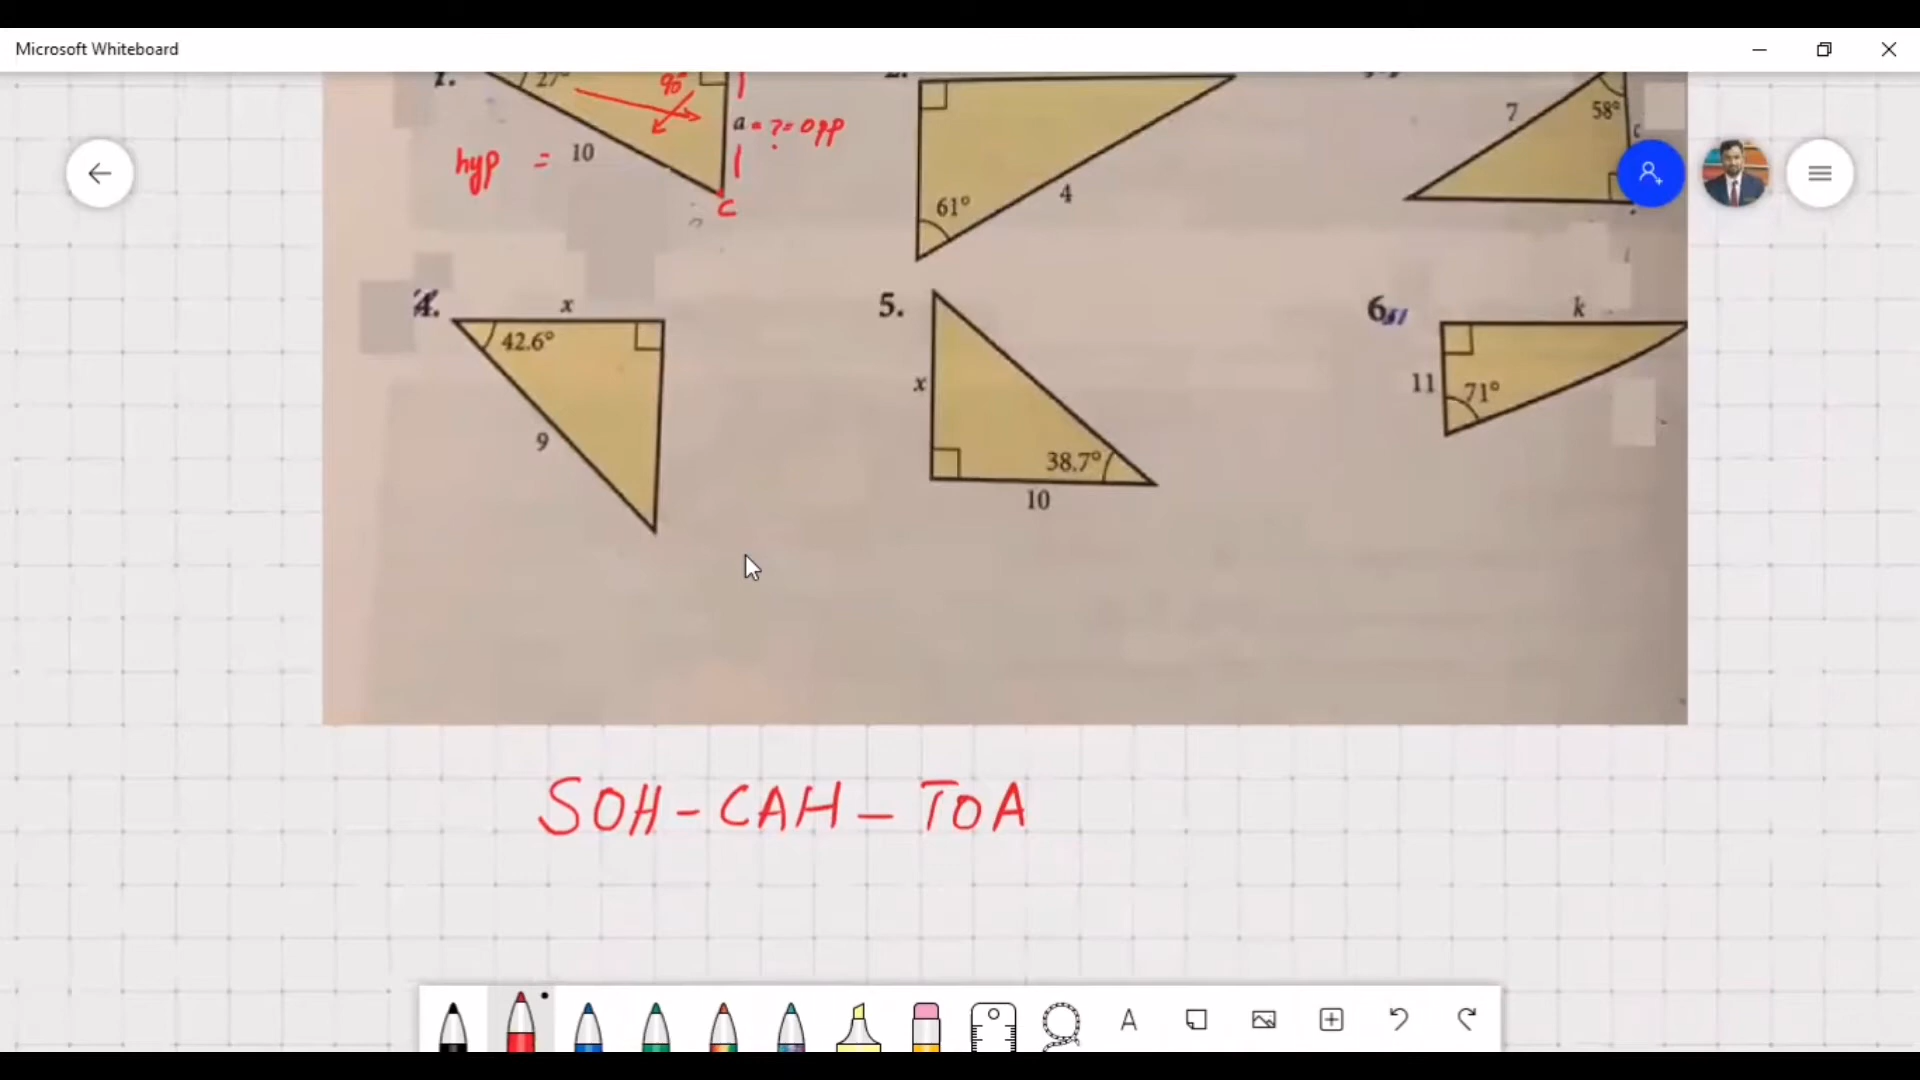 Microsoft Whiteboard
1. 27° 90° a = ? = opp
hyp = 10
C
2. 61° 4
7 58° c
4. x 42.6° 9
5. x 38.7° 10
6. k 11 71°
SOH - CAH - TOA
A